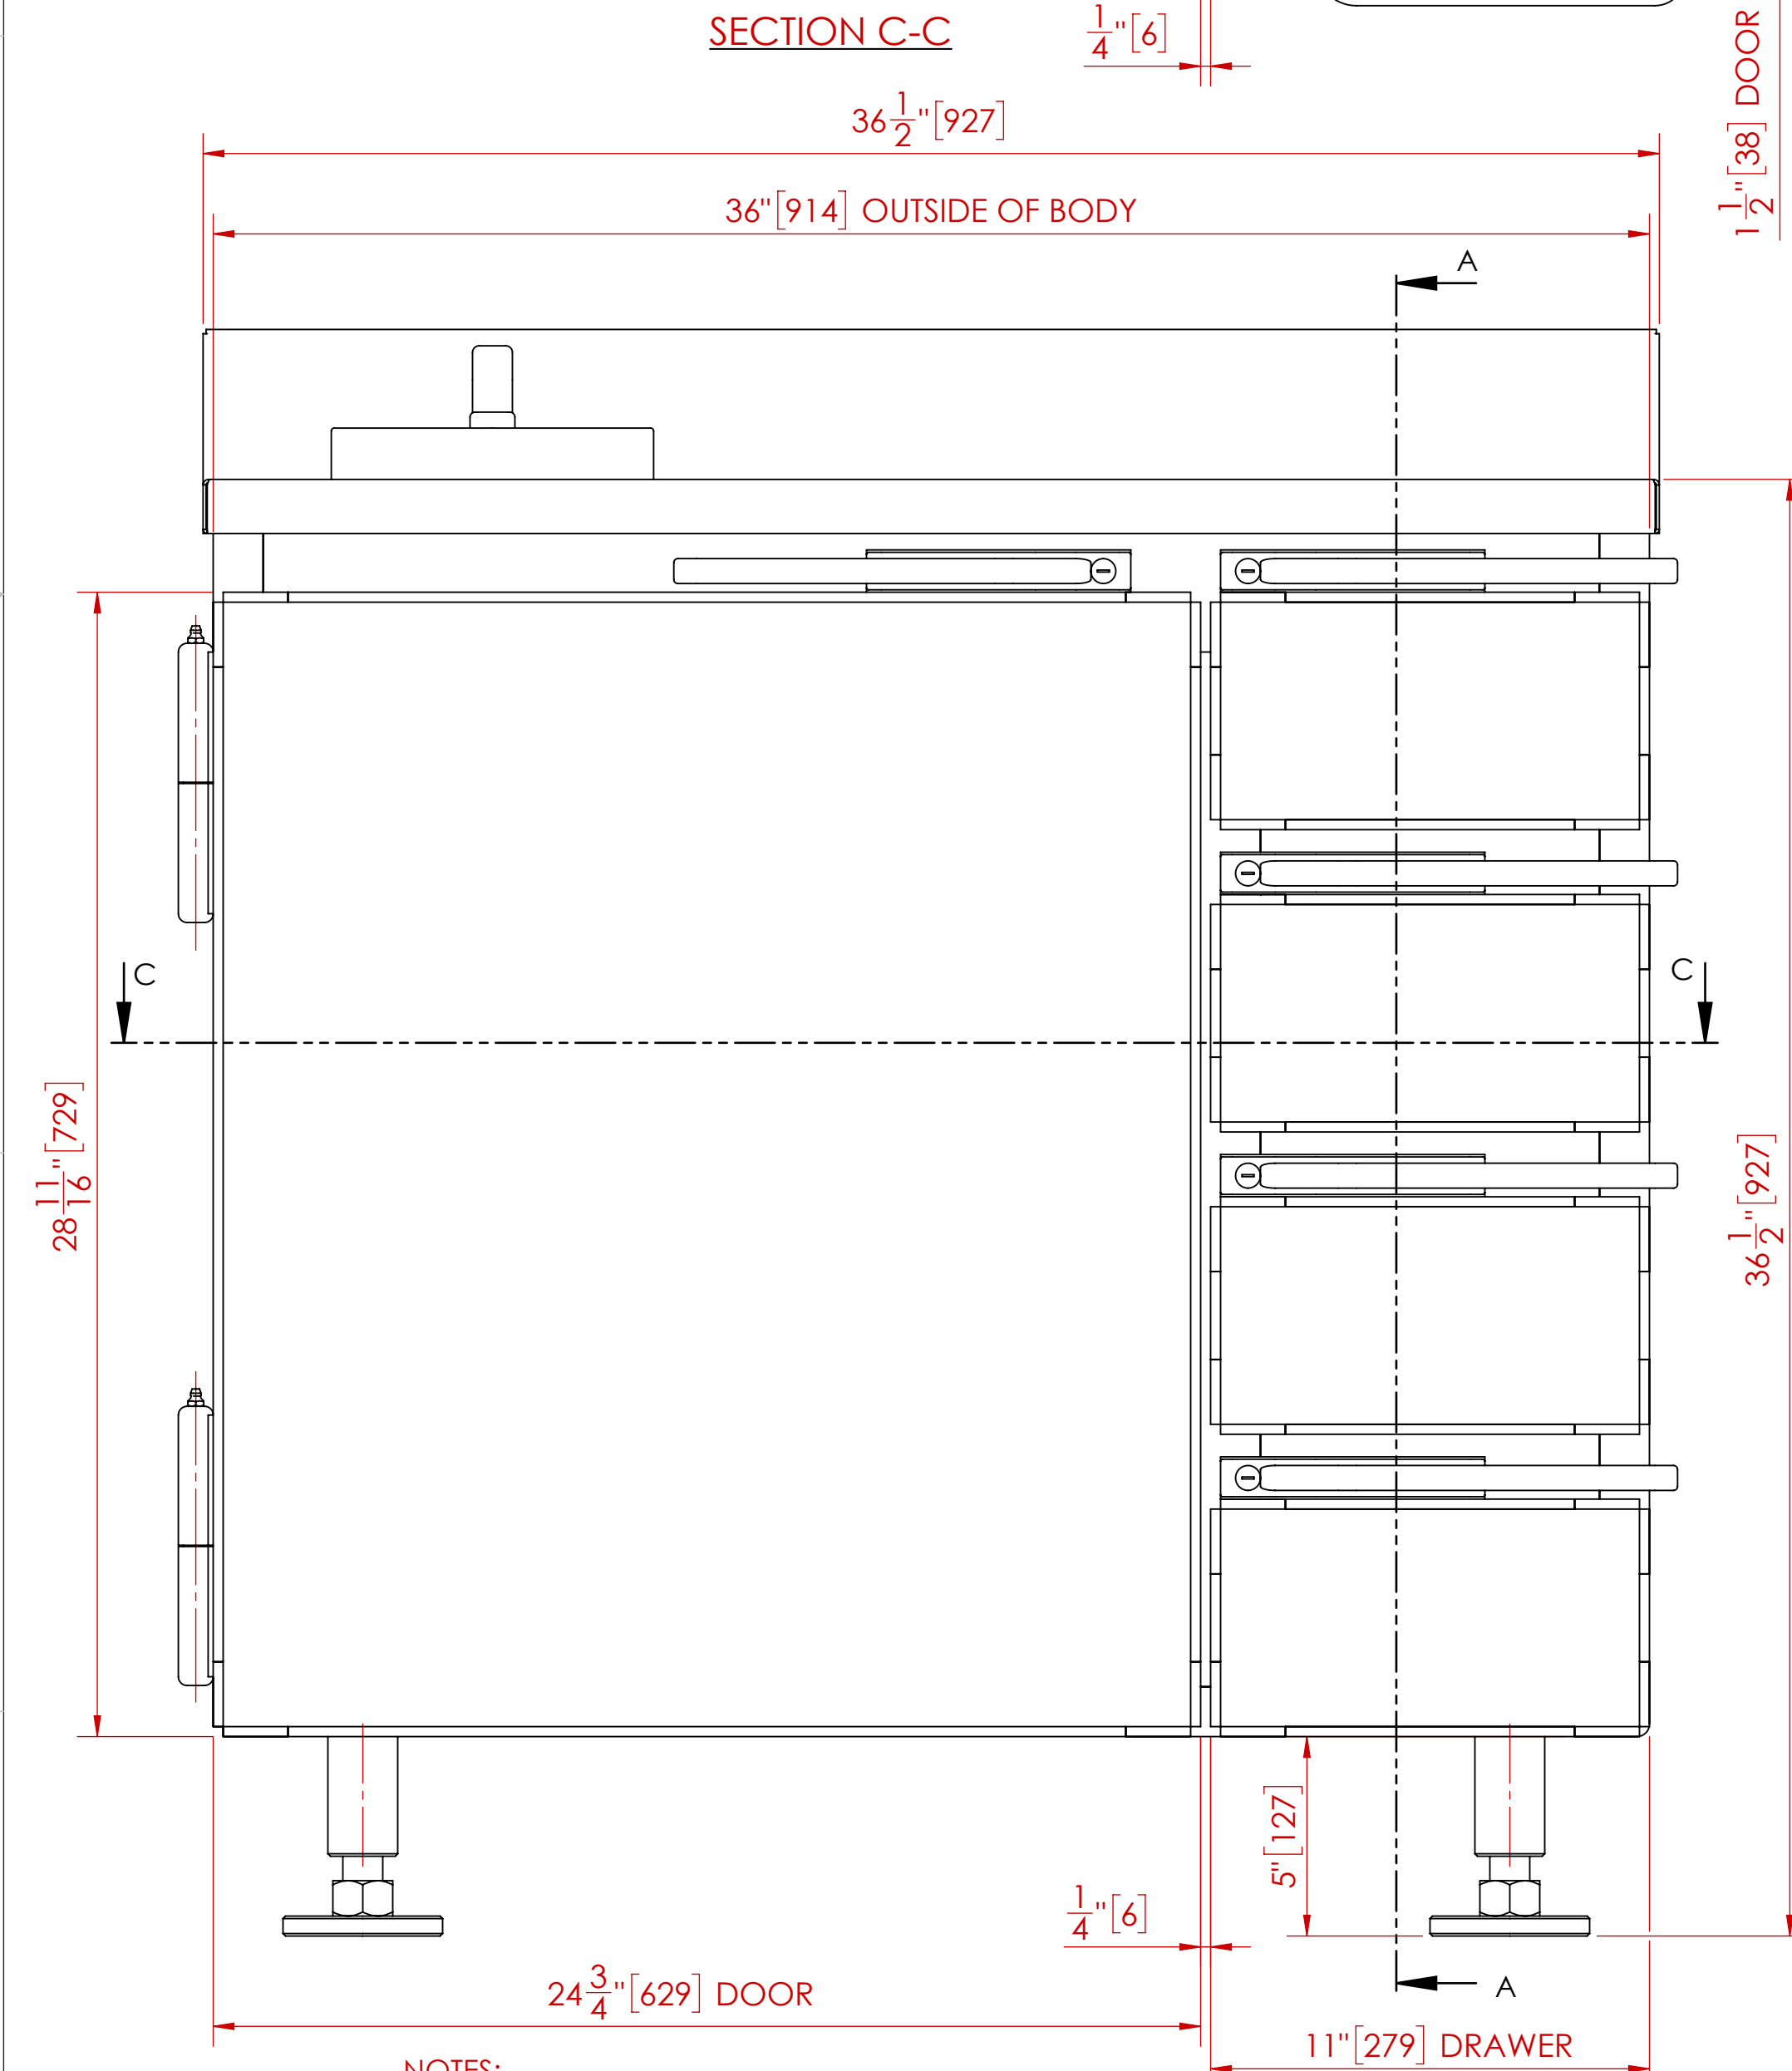 SECTION C-C
1/4"[6]
1 1/2"[38] DOOR
36 1/2"[927]
36"[914] OUTSIDE OF BODY
A
C
C
28 11/16"[729]
36 1/2"[927]
5"[127]
1/4"[6]
24 3/4"[629] DOOR
A
11"[279] DRAWER
NOTES: